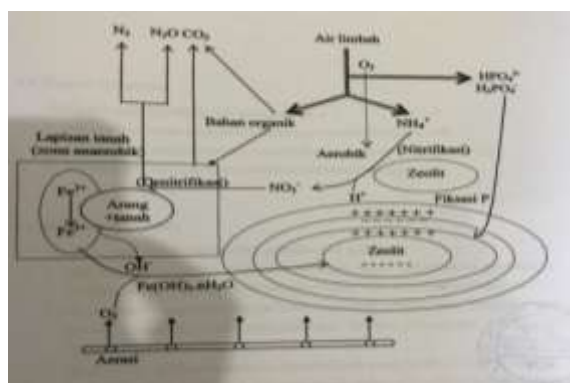 N₂ N₂O CO₂
Air limbah
O₂
HPO₄²⁻
H₂PO₄⁻
Bahan organik
NH₄⁺
Lapizan tanah
(zona anaerobik)
Aerobik
(Nitrifikasi)
Zeolit
(Denitrifikasi)
NO₃⁻
H⁺
Fiksasi P
Fe³⁺
Arang
+tanah
Fe²⁺
+ + + + + + +
Zeolit
OH⁻
Fe(OH)₃.nH₂O
O₂
Aerasi